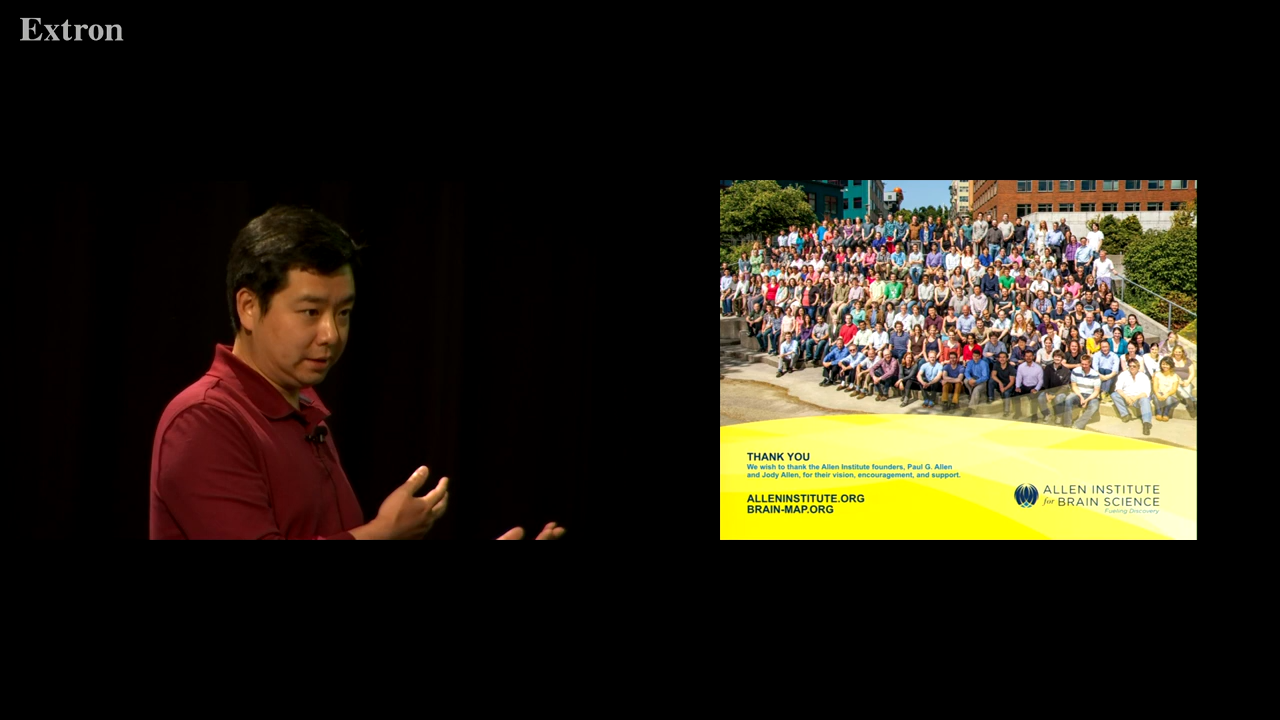 Extron
THANK YOU
We wish to thank the Allen Institute founders, Paul G. Allen
and Jody Allen, for their vision, encouragement, and support.
ALLENINSTITUTE.ORG
BRAIN-MAP.ORG
ALLEN INSTITUTE
for BRAIN SCIENCE
Fueling Discovery